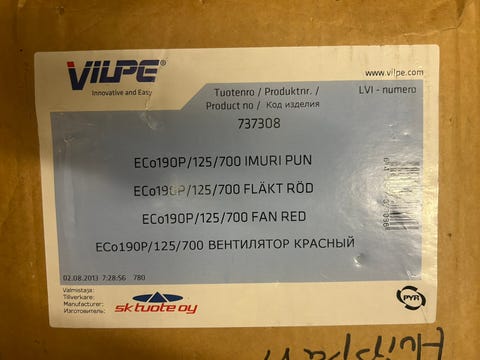 VILPE
Innovative and Easy
www.vilpe.com
Tuotenro / Produktnr. /
Product no / Код изделия
LVI - numero
737308
ECo190P/125/700 IMURI PUN
ECo190P/125/700 FLÄKT RÖD
ECo190P/125/700 FAN RED
ECo190P/125/700 ВЕНТИЛЯТОР КРАСНЫЙ
02.08.2013 7:28:56 780
Valmistaja:
Tillverkare:
Manufacturer:
Изготовитель:
sk tuote oy
PYR